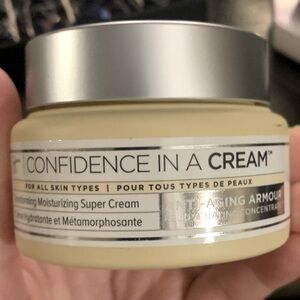 CONFIDENCE IN A CREAM™
FOR ALL SKIN TYPES | POUR TOUS TYPES DE PEAUX
Moisturizing Super Cream
Hydratante et Métamorphosante
ANTI-AGING ARMOUR